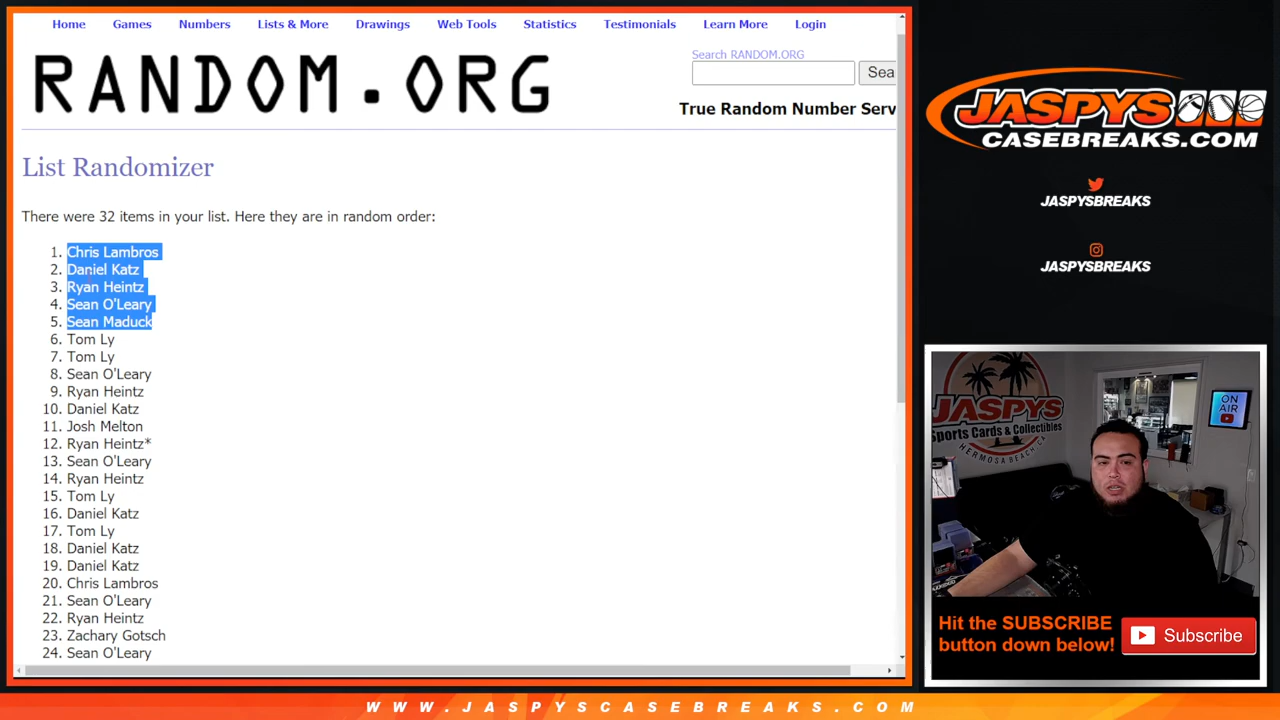 Home Games Numbers Lists & More Drawings Web Tools Statistics Testimonials Learn More Login
RANDOM.ORG
Search RANDOM.ORG
Sea
True Random Number Serv
List Randomizer
There were 32 items in your list. Here they are in random order:
1. Chris Lambros
2. Daniel Katz
3. Ryan Heintz
4. Sean O'Leary
5. Sean Maduck
6. Tom Ly
7. Tom Ly
8. Sean O'Leary
9. Ryan Heintz
10. Daniel Katz
11. Josh Melton
12. Ryan Heintz*
13. Sean O'Leary
14. Ryan Heintz
15. Tom Ly
16. Daniel Katz
17. Tom Ly
18. Daniel Katz
19. Daniel Katz
20. Chris Lambros
21. Sean O'Leary
22. Ryan Heintz
23. Zachary Gotsch
24. Sean O'Leary
JASPYS
CASEBREAKS.COM
JASPYSBREAKS
JASPYSBREAKS
JASPYS
Sports Cards & Collectibles
HERMOSA BEACH, CA
ON
AIR
Hit the SUBSCRIBE
button down below!
Subscribe
WWW.JASPYSCASEBREAKS.COM